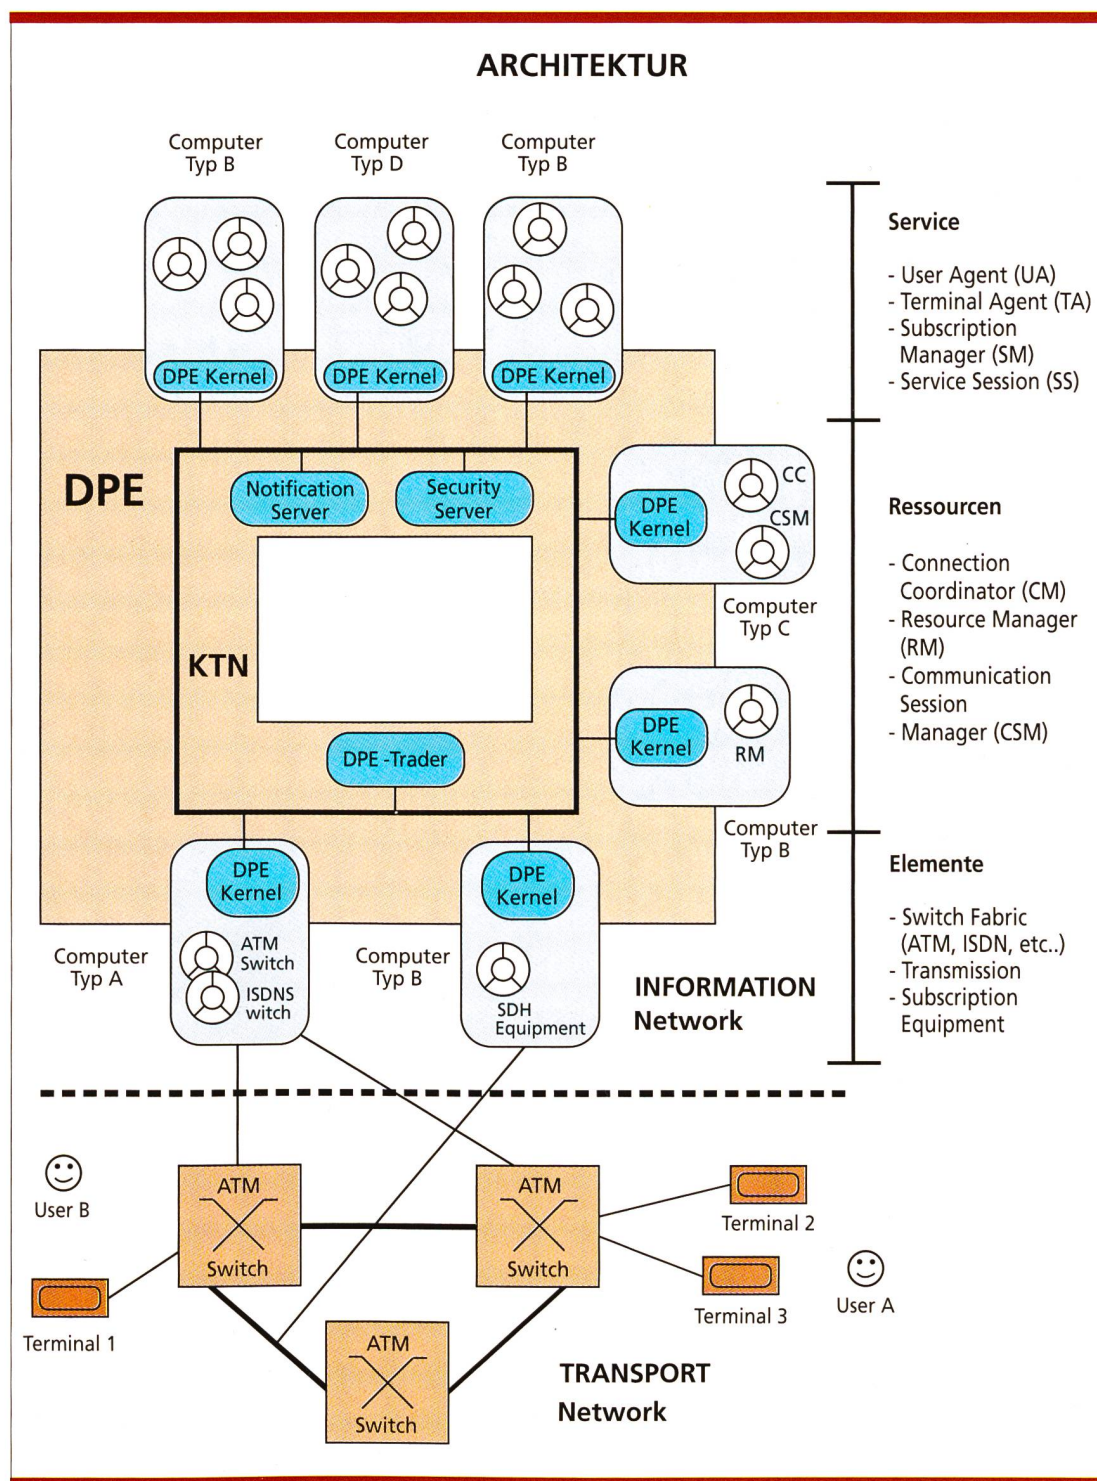 ARCHITEKTUR
Computer
Typ B
Computer
Typ D
Computer
Typ B
DPE Kernel
DPE Kernel
DPE Kernel
DPE
Notification
Server
Security
Server
KTN
DPE -Trader
DPE
Kernel
CC
CSM
Computer
Typ C
DPE
Kernel
RM
Computer
Typ B
DPE
Kernel
ATM
Switch
ISDNS
witch
Computer
Typ A
DPE
Kernel
SDH
Equipment
Computer
Typ B
INFORMATION
Network
Service
- User Agent (UA)
- Terminal Agent (TA)
- Subscription
Manager (SM)
- Service Session (SS)
Ressourcen
- Connection
Coordinator (CM)
- Resource Manager
(RM)
- Communication
Session
- Manager (CSM)
Elemente
- Switch Fabric
(ATM, ISDN, etc..)
- Transmission
- Subscription
Equipment
User B
Terminal 1
ATM
Switch
ATM
Switch
ATM
Switch
Terminal 2
Terminal 3
User A
TRANSPORT
Network